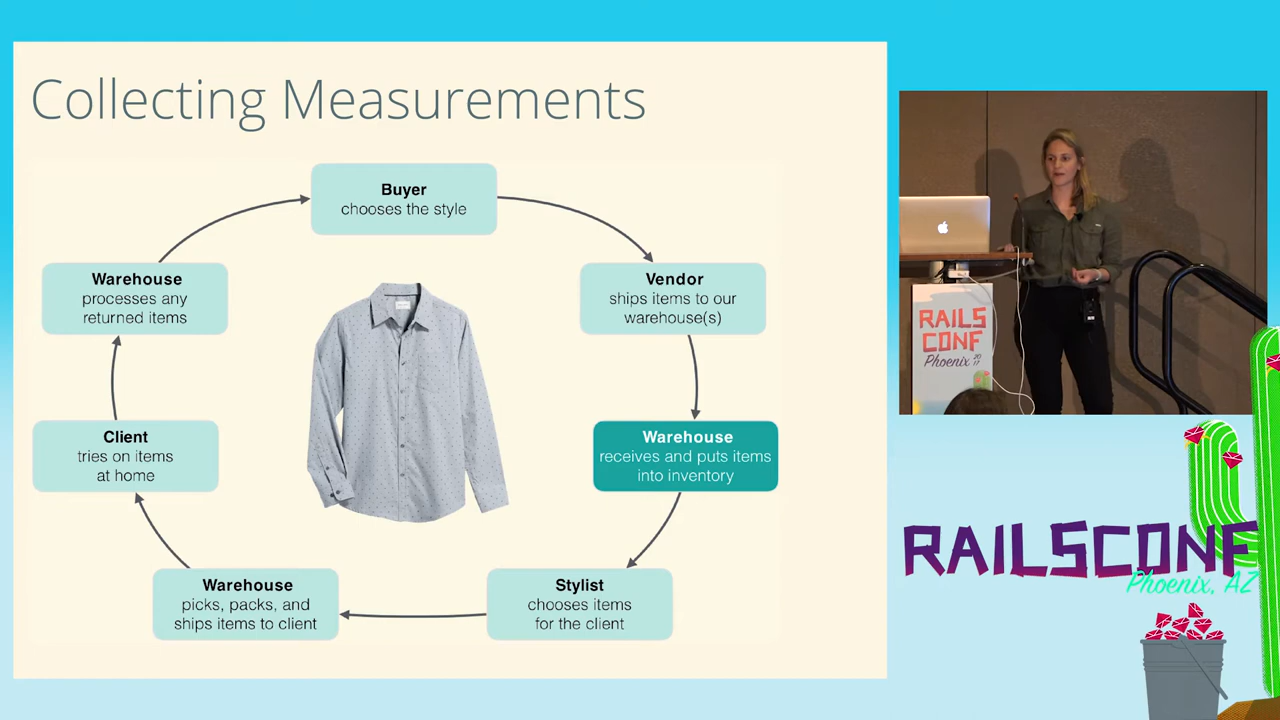 Collecting Measurements
Buyer
chooses the style
Vendor
ships items to our
warehouse(s)
Warehouse
receives and puts items
into inventory
Stylist
chooses items
for the client
Warehouse
picks, packs, and
ships items to client
Client
tries on items
at home
Warehouse
processes any
returned items
RAILS
CONF
Phoenix 2017
RAILSCONF
Phoenix, AZ